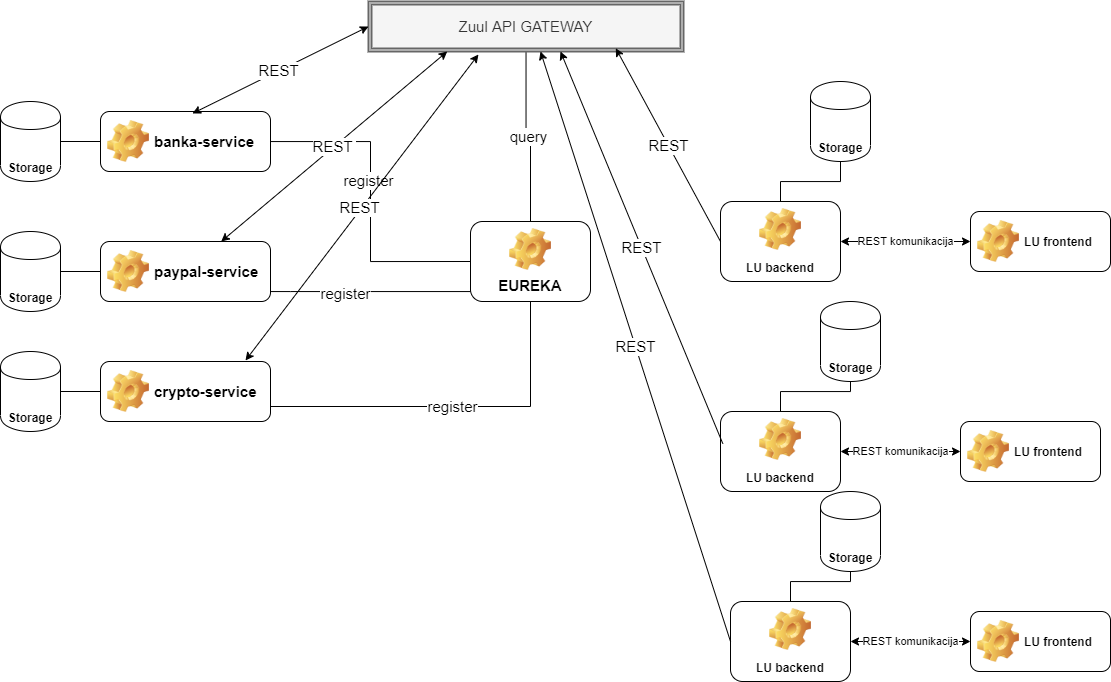 Zuul API GATEWAY
REST
Storage
banka-service
REST
register
REST
query
Storage
paypal-service
register
EUREKA
Storage
crypto-service
register
REST
REST
REST
Storage
LU backend
REST komunikacija
LU frontend
Storage
LU backend
REST komunikacija
LU frontend
Storage
LU backend
REST komunikacija
LU frontend